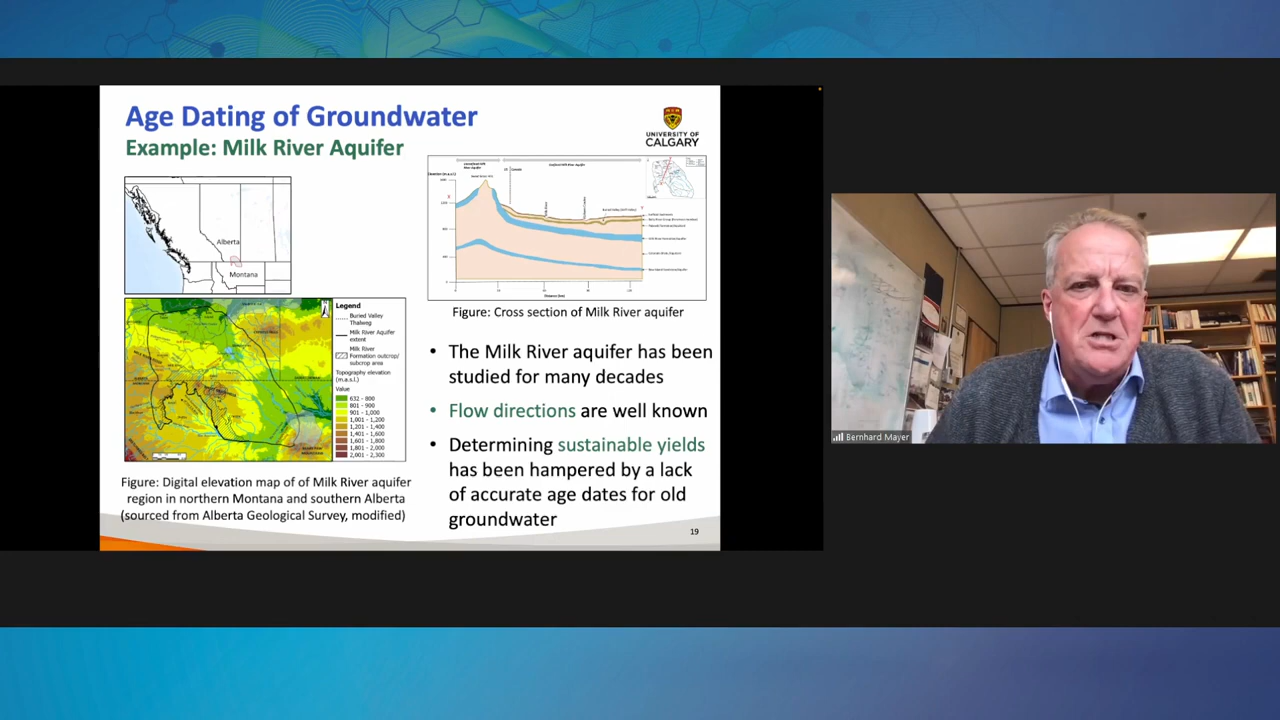 Age Dating of Groundwater
Example: Milk River Aquifer
UNIVERSITY OF
CALGARY
Alberta
Montana
Legend
Buried Valley
Thalweg
Milk River Aquifer
extent
Milk River
Formation outcrop/
subcrop area
Topography elevation
(m.a.s.l.)
Value
632 - 800
801 - 900
901 - 1,000
1,001 - 1,200
1,201 - 1,400
1,401 - 1,600
1,601 - 1,800
1,801 - 2,000
2,001 - 2,300
Figure: Digital elevation map of of Milk River aquifer
region in northern Montana and southern Alberta
(sourced from Alberta Geological Survey, modified)
Figure: Cross section of Milk River aquifer
• The Milk River aquifer has been
studied for many decades
• Flow directions are well known
• Determining sustainable yields
has been hampered by a lack
of accurate age dates for old
groundwater
19
Bernhard Mayer